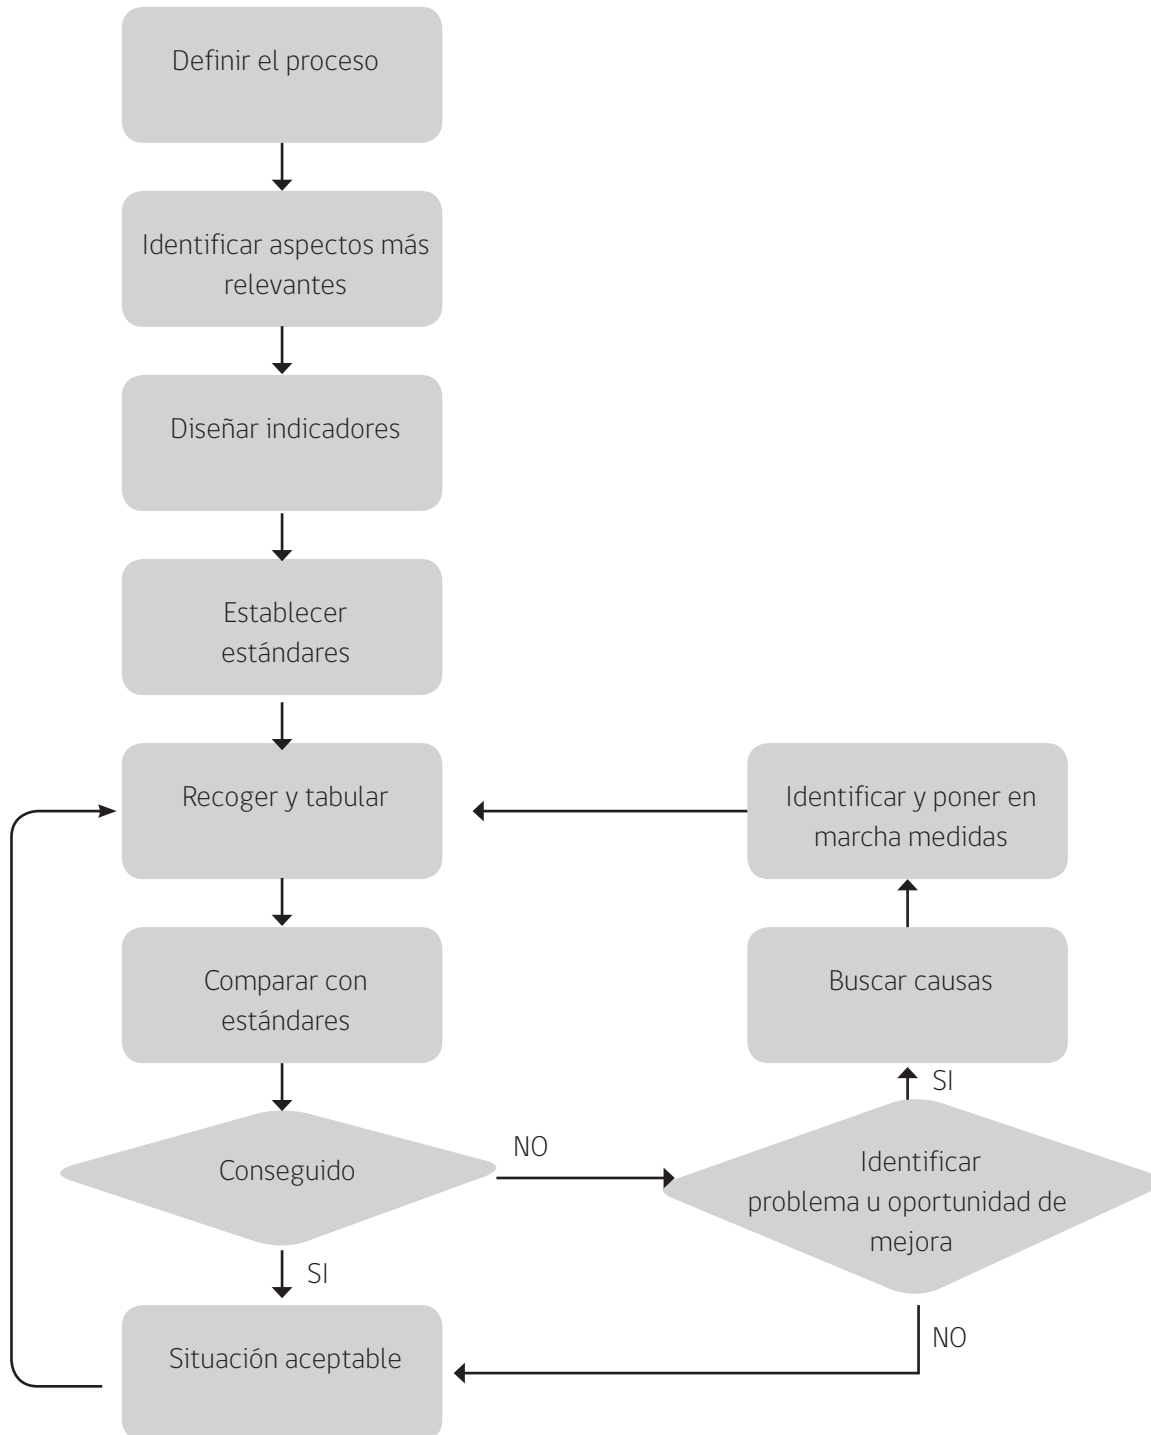 Definir el proceso
Identificar aspectos más
relevantes
Diseñar indicadores
Establecer
estándares
Recoger y tabular
Identificar y poner en
marcha medidas
Comparar con
estándares
Buscar causas
SI
Conseguido
NO
Identificar
problema u oportunidad de
mejora
SI
NO
Situación aceptable